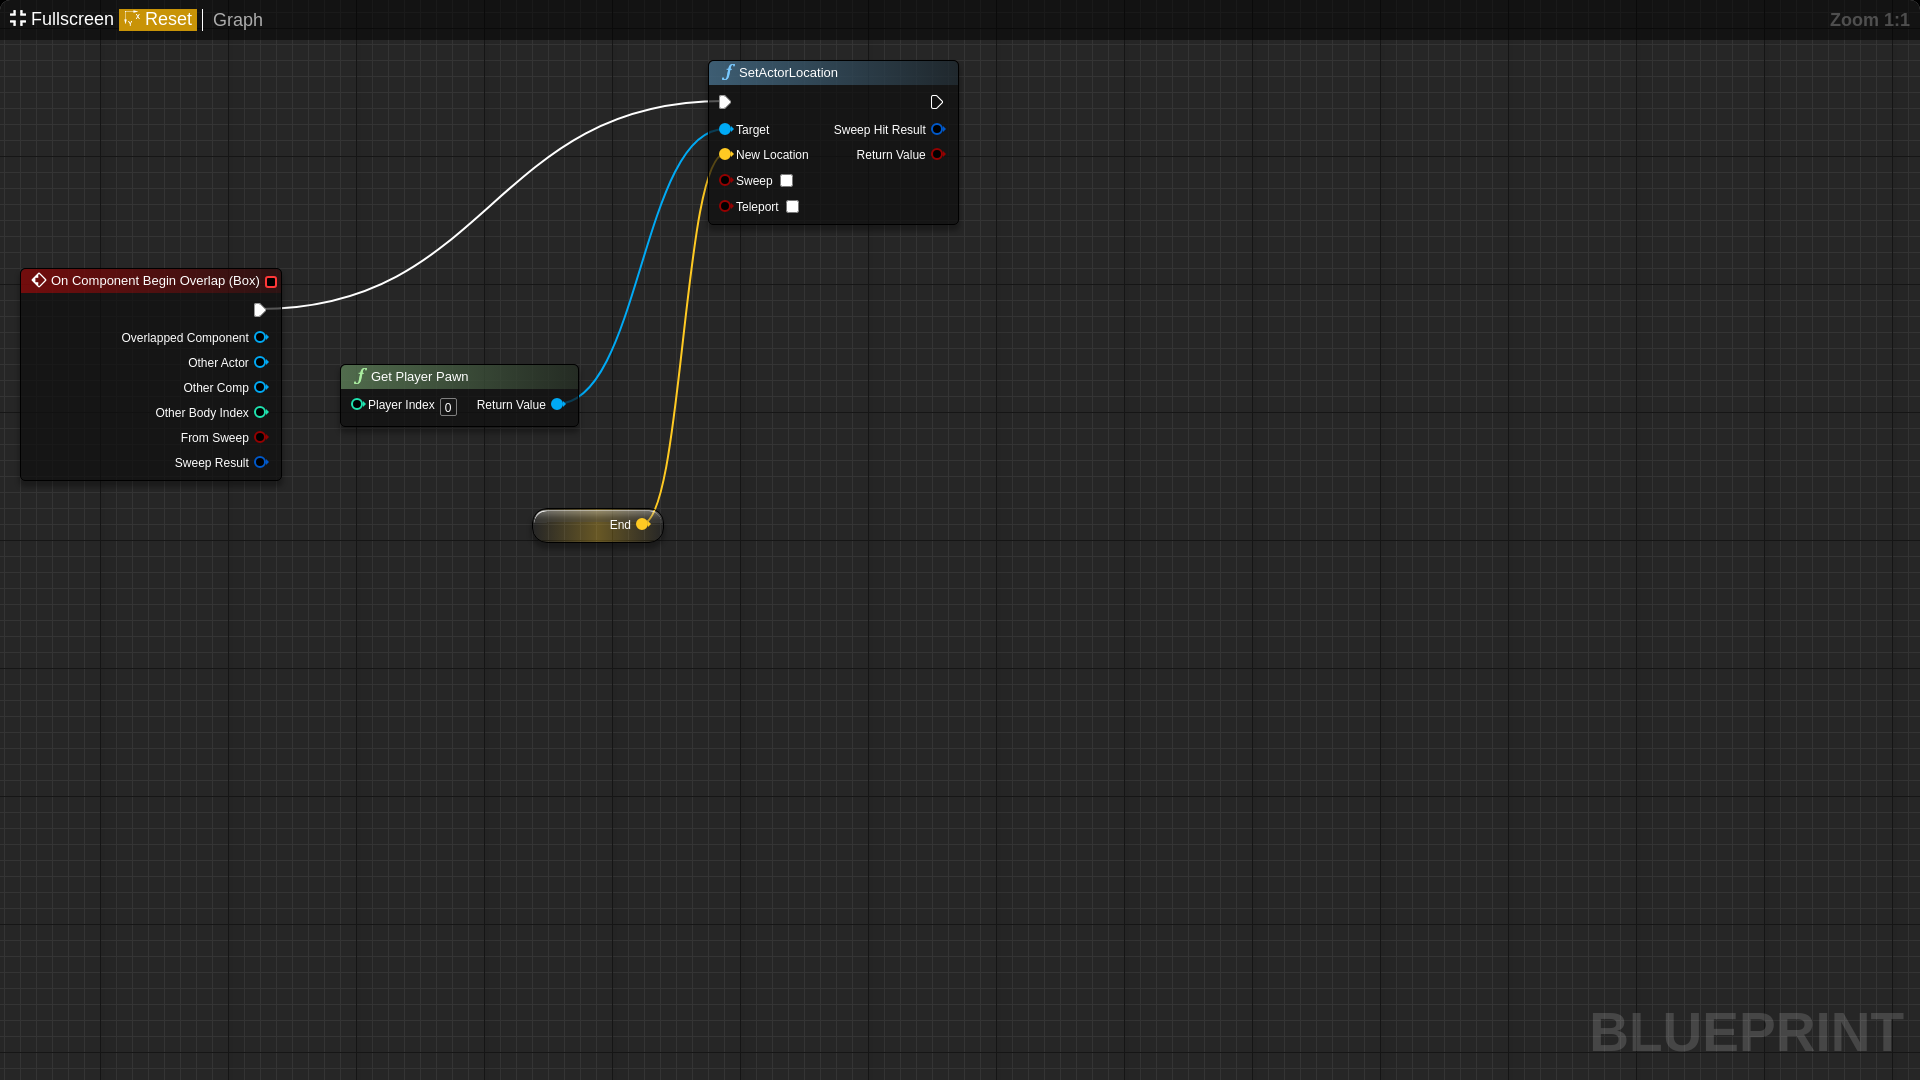 Fullscreen Reset Graph Zoom 1:1
SetActorLocation
Target Sweep Hit Result
New Location Return Value
Sweep
Teleport
On Component Begin Overlap (Box)
Overlapped Component
Other Actor
Other Comp
Other Body Index
From Sweep
Sweep Result
Get Player Pawn
Player Index 0 Return Value
End
BLUEPRINT